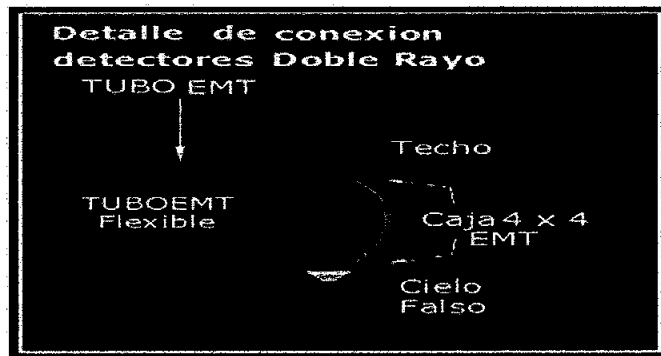 Detalle de conexion
detectores Doble Rayo
TUBO EMT
Techo
TUBOEMT
Flexible
Caja 4 x 4
EMT
Cielo
Falso